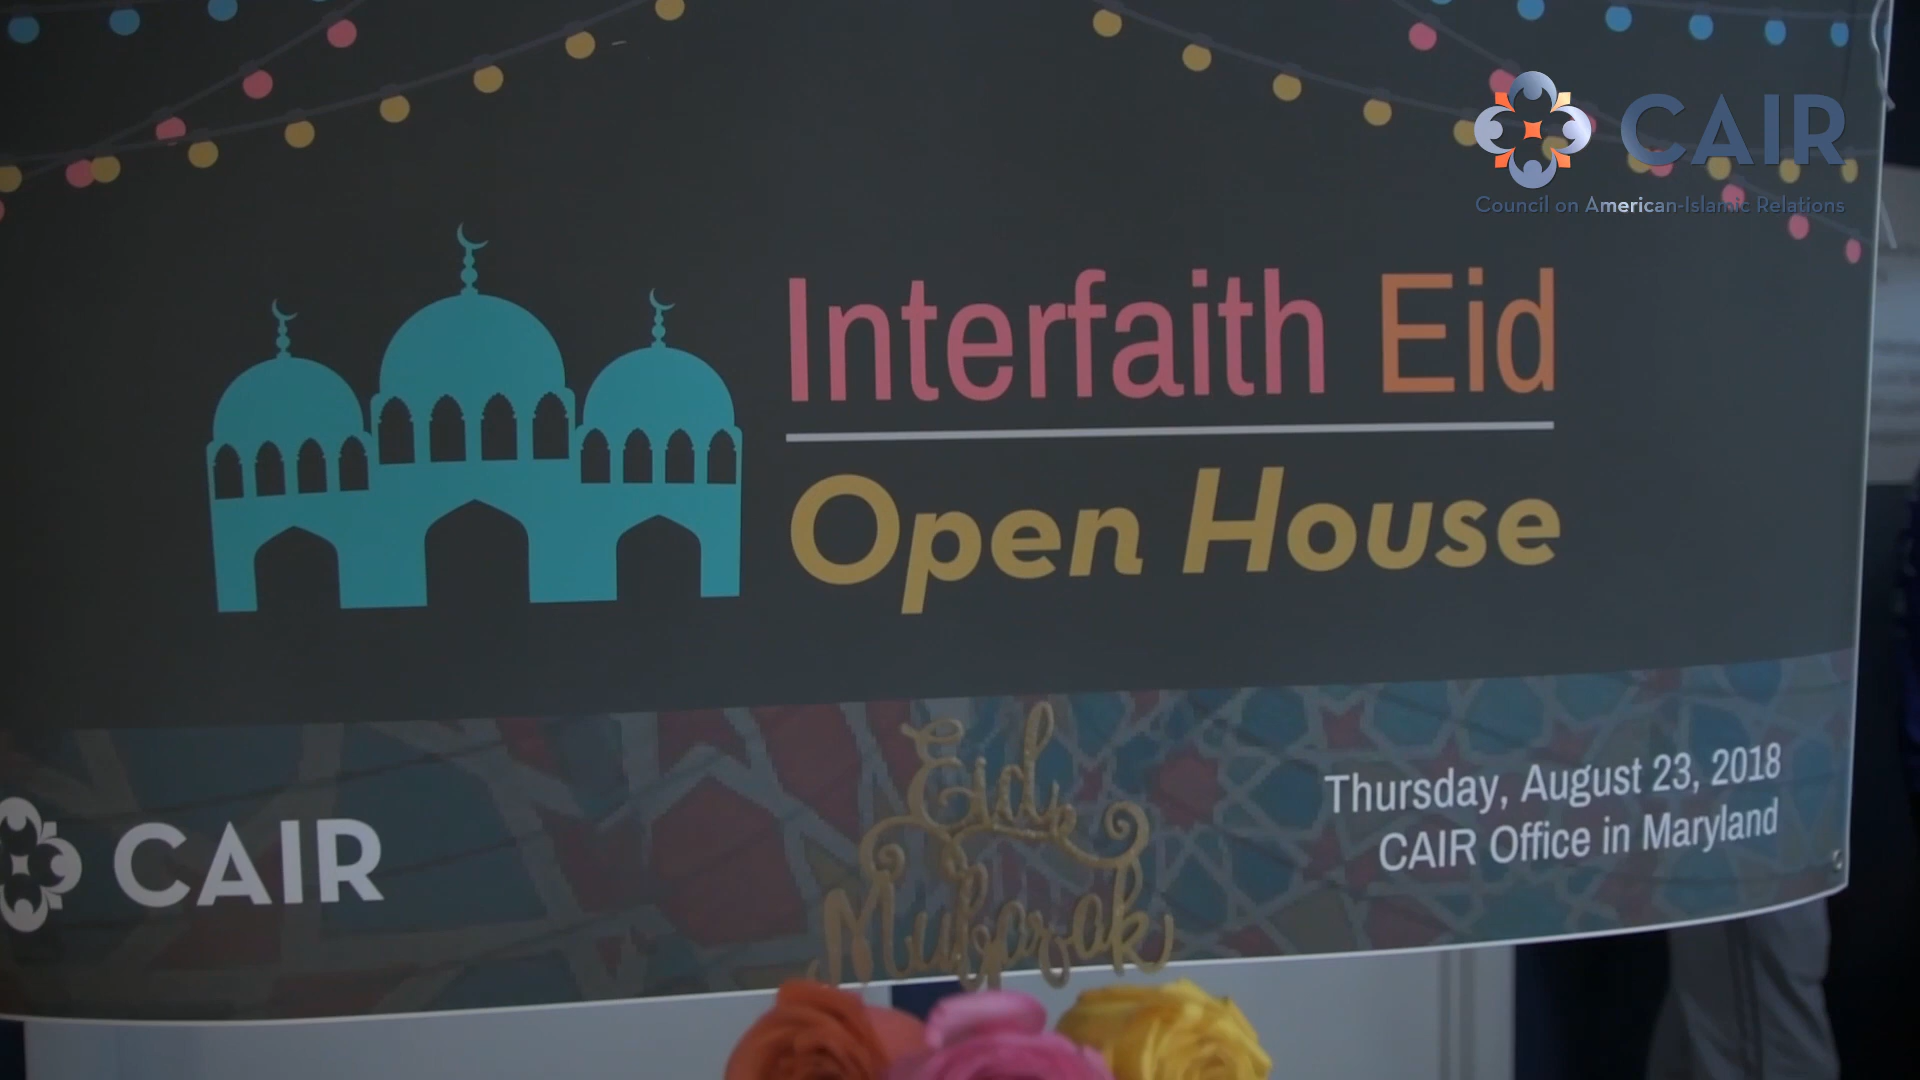 CAIR
Council on American-Islamic Relations
Interfaith Eid
Open House
Eid
Mubarak
Thursday, August 23, 2018
CAIR Office in Maryland
CAIR